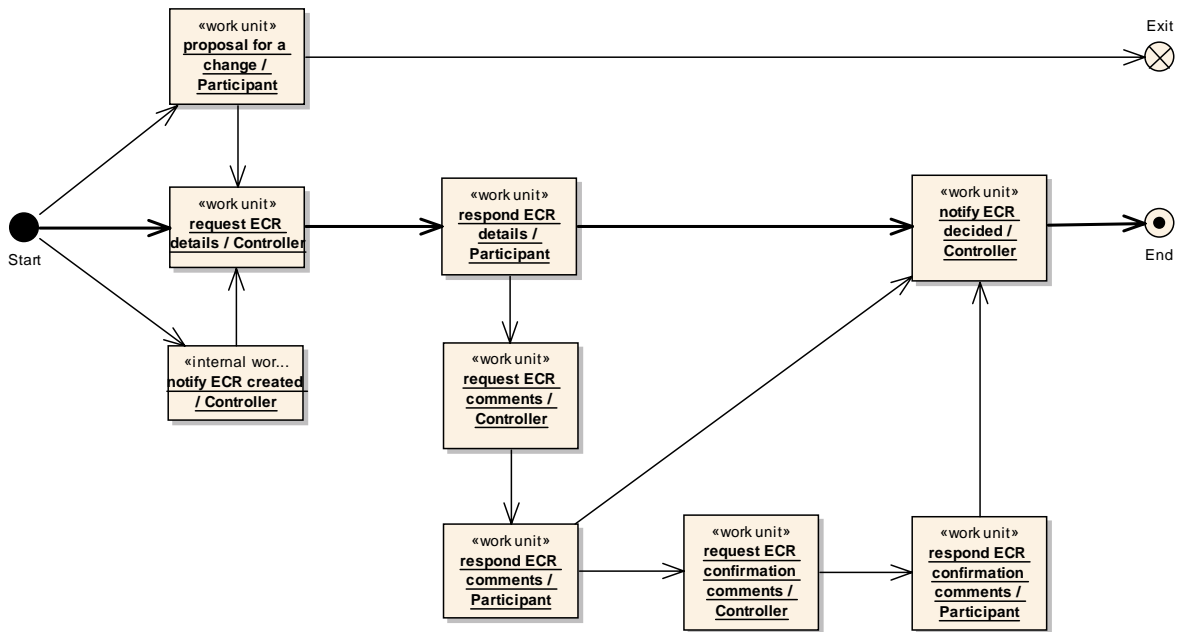 Exit
«work unit»
proposal for a
change /
Participant
«work unit»
request ECR
details / Controller
«work unit»
respond ECR
details /
Participant
«work unit»
notify ECR
decided /
Controller
Start
End
«internal wor...
notify ECR created
/ Controller
«work unit»
request ECR
comments /
Controller
«work unit»
respond ECR
comments /
Participant
«work unit»
request ECR
confirmation
comments /
Controller
«work unit»
respond ECR
confirmation
comments /
Participant